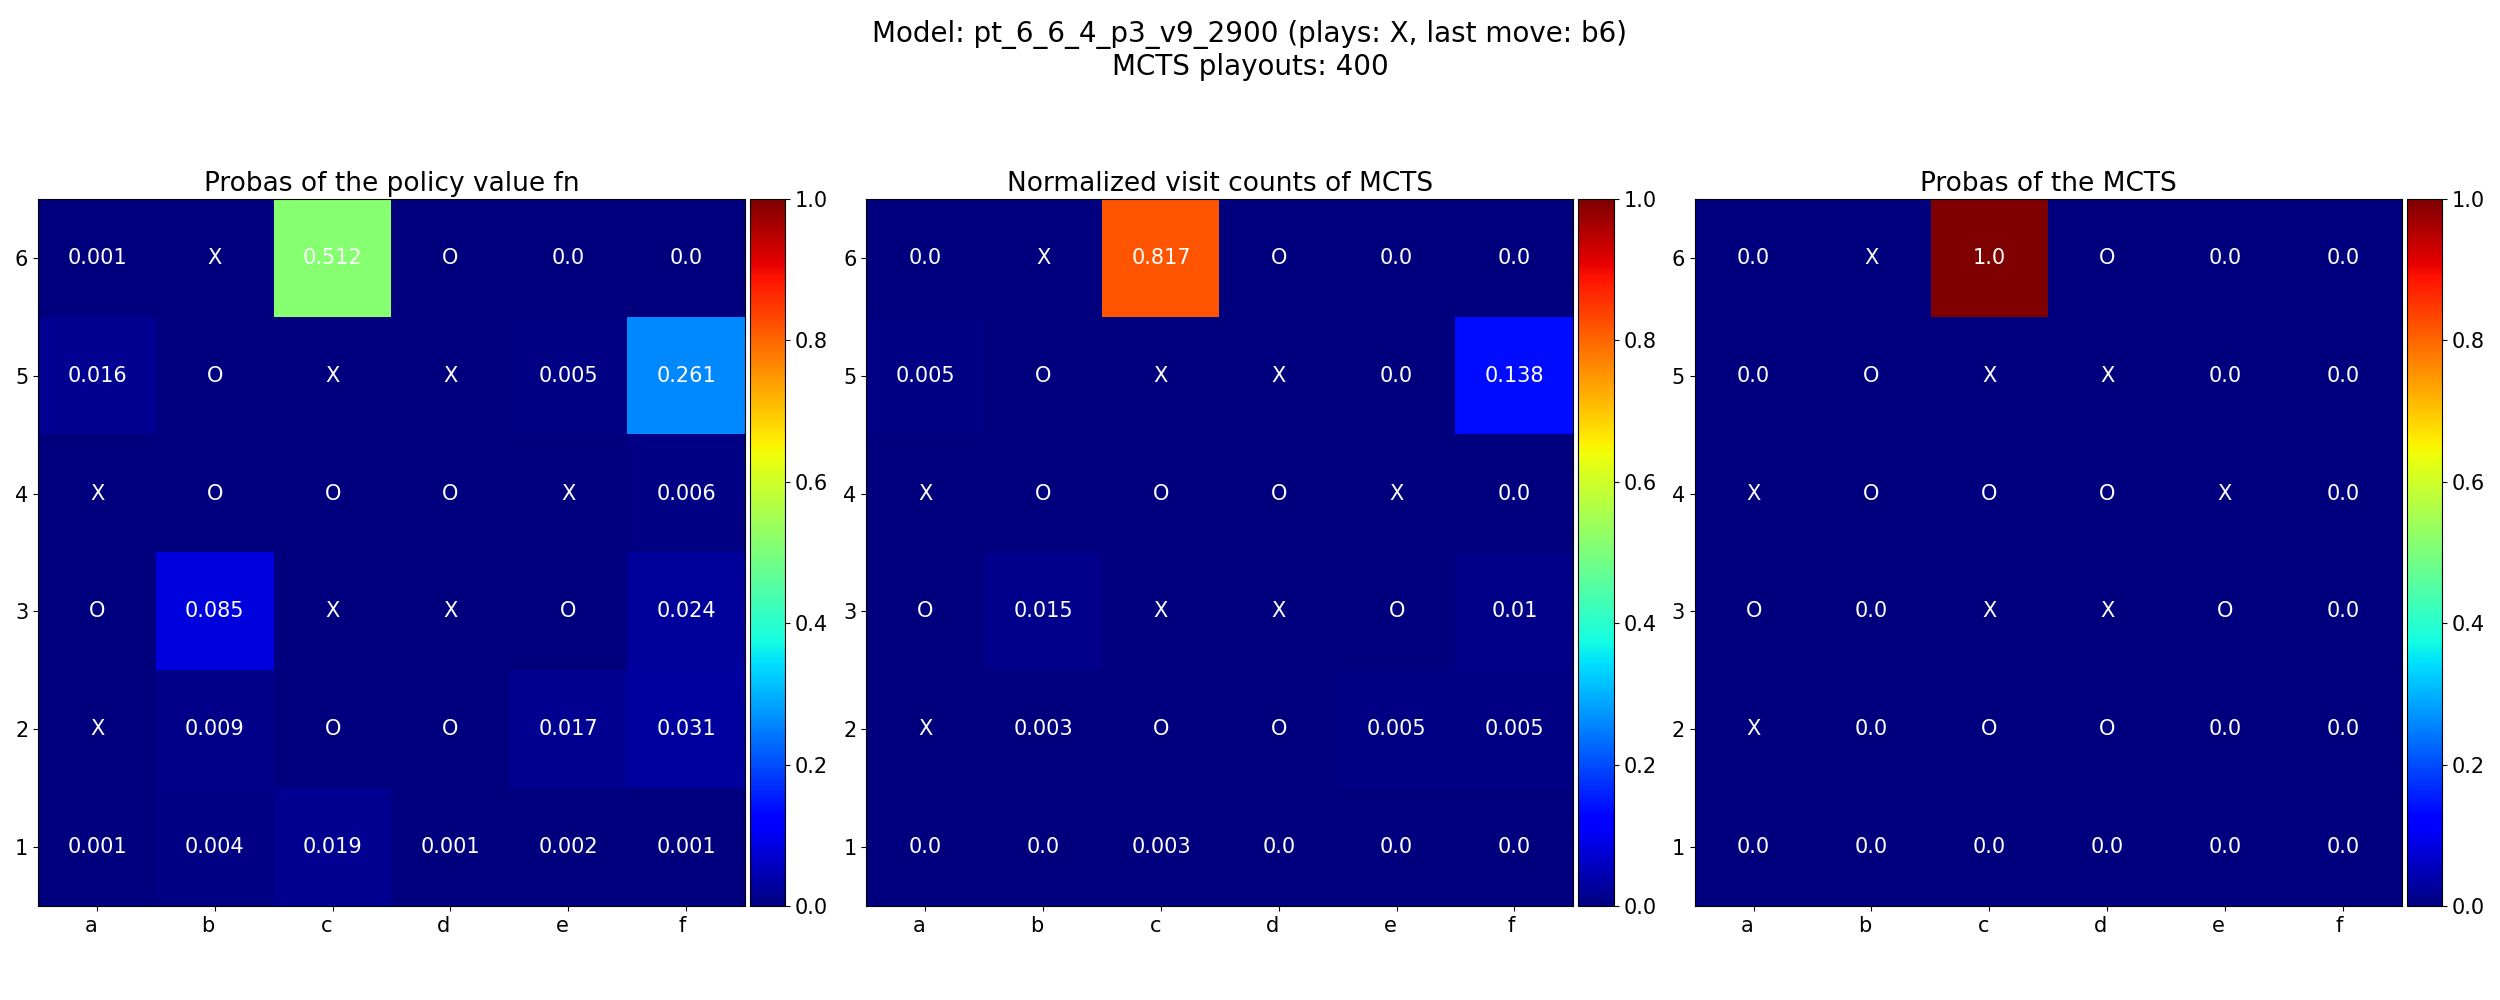 Model: pt_6_6_4_p3_v9_2900 (plays: X, last move: b6)
MCTS playouts: 400
Probas of the policy value fn
6 0.001 X 0.512 O 0.0 0.0
5 0.016 O X X 0.005 0.261
4 X O O O X 0.006
3 O 0.085 X X O 0.024
2 X 0.009 O O 0.017 0.031
1 0.001 0.004 0.019 0.001 0.002 0.001
a b c d e f
1.0
0.8
0.6
0.4
0.2
0.0
Normalized visit counts of MCTS
6 0.0 X 0.817 O 0.0 0.0
5 0.005 O X X 0.0 0.138
4 X O O O X 0.0
3 O 0.015 X X O 0.01
2 X 0.003 O O 0.005 0.005
1 0.0 0.0 0.003 0.0 0.0 0.0
a b c d e f
1.0
0.8
0.6
0.4
0.2
0.0
Probas of the MCTS
6 0.0 X 1.0 O 0.0 0.0
5 0.0 O X X 0.0 0.0
4 X O O O X 0.0
3 O 0.0 X X O 0.0
2 X 0.0 O O 0.0 0.0
1 0.0 0.0 0.0 0.0 0.0 0.0
a b c d e f
1.0
0.8
0.6
0.4
0.2
0.0